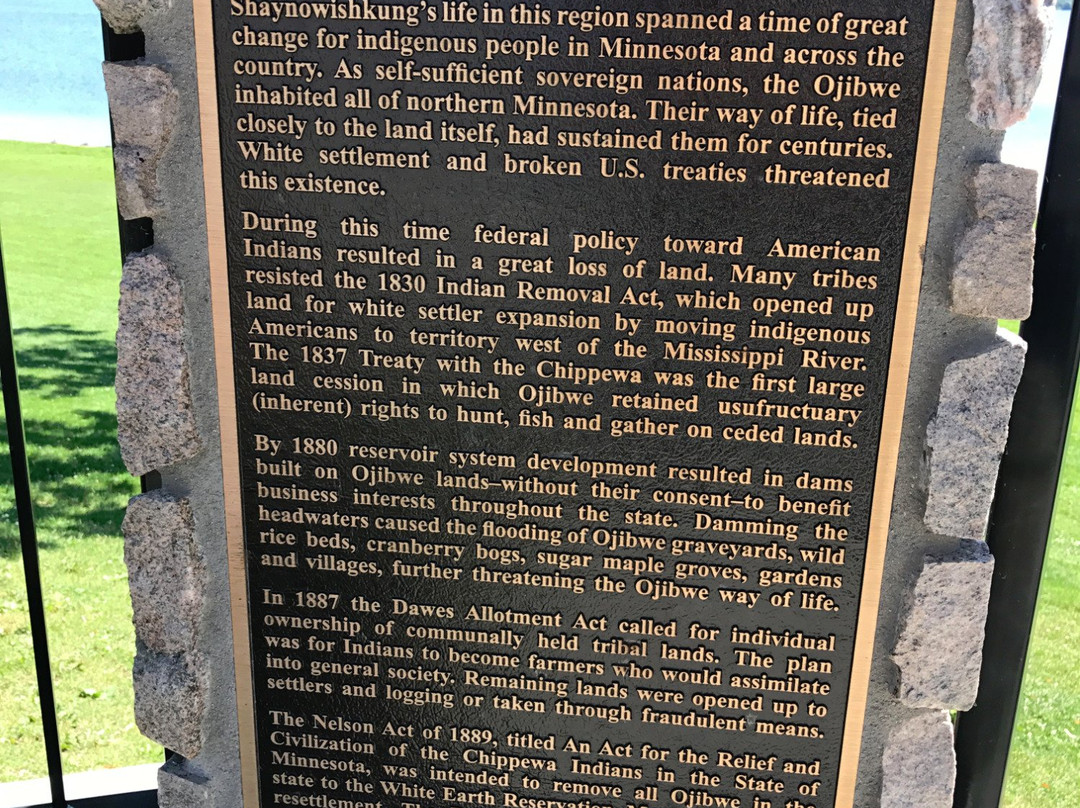 Shaynowishkung's life in this region spanned a time of great
change for indigenous people in Minnesota and across the
country. As self-sufficient sovereign nations, the Ojibwe
inhabited all of northern Minnesota. Their way of life, tied
closely to the land itself, had sustained them for centuries.
White settlement and broken U.S. treaties threatened
this existence.
During this time federal policy toward American
Indians resulted in a great loss of land. Many tribes
resisted the 1830 Indian Removal Act, which opened up
land for white settler expansion by moving indigenous
Americans to territory west of the Mississippi River.
The 1837 Treaty with the Chippewa was the first large
land cession in which Ojibwe retained usufructuary
(inherent) rights to hunt, fish and gather on ceded lands.
By 1880 reservoir system development resulted in dams
built on Ojibwe lands–without their consent–to benefit
business interests throughout the state. Damming the
headwaters caused the flooding of Ojibwe graveyards, wild
rice beds, cranberry bogs, sugar maple groves, gardens
and villages, further threatening the Ojibwe way of life.
In 1887 the Dawes Allotment Act called for individual
ownership of communally held tribal lands. The plan
was for Indians to become farmers who would assimilate
into general society. Remaining lands were opened up to
settlers and logging or taken through fraudulent means.
The Nelson Act of 1889, titled An Act for the Relief and
Civilization of the Chippewa Indians in the State of
Minnesota, was intended to remove all Ojibwe in the
state to the White Earth Reservation
resettlement.